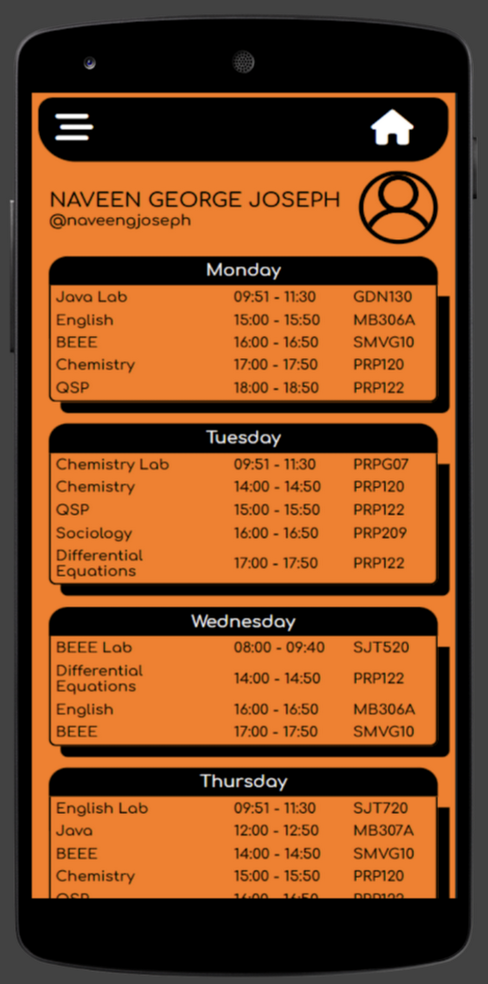 NAVEEN GEORGE JOSEPH
@naveengjoseph
Monday
Java Lab 09:51 - 11:30 GDN130
English 15:00 - 15:50 MB306A
BEEE 16:00 - 16:50 SMVG10
Chemistry 17:00 - 17:50 PRP120
QSP 18:00 - 18:50 PRP122
Tuesday
Chemistry Lab 09:51 - 11:30 PRPG07
Chemistry 14:00 - 14:50 PRP120
QSP 15:00 - 15:50 PRP122
Sociology 16:00 - 16:50 PRP209
Differential
Equations 17:00 - 17:50 PRP122
Wednesday
BEEE Lab 08:00 - 09:40 SJT520
Differential
Equations 14:00 - 14:50 PRP122
English 16:00 - 16:50 MB306A
BEEE 17:00 - 17:50 SMVG10
Thursday
English Lab 09:51 - 11:30 SJT720
Java 12:00 - 12:50 MB307A
BEEE 14:00 - 14:50 SMVG10
Chemistry 15:00 - 15:50 PRP120
QSP 16:00 - 16:50 PRP122